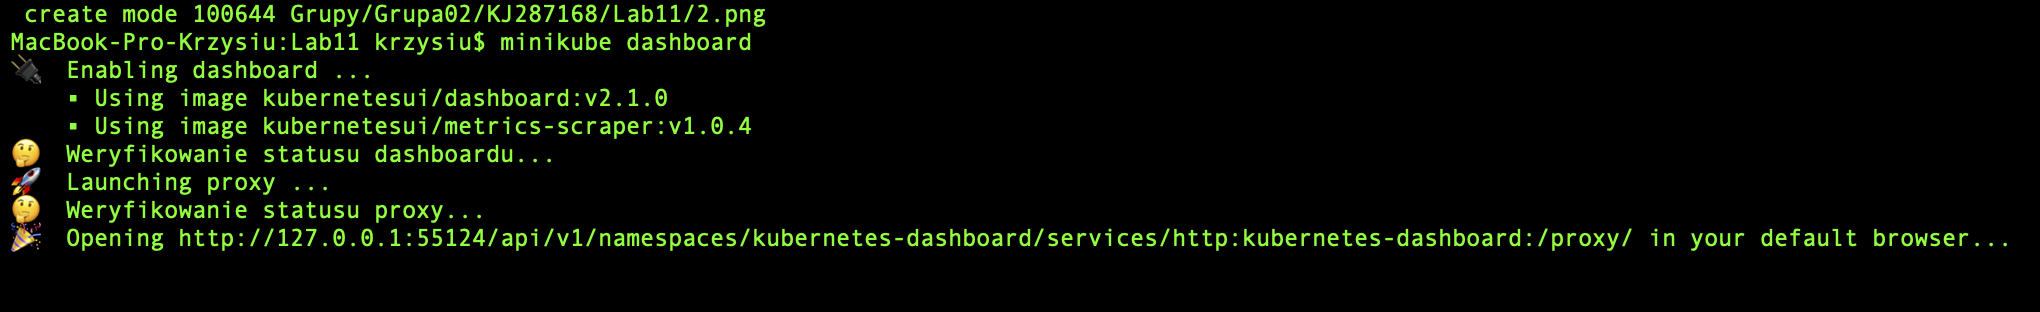 create mode 100644 Grupy/Grupa02/KJ287168/Lab11/2.png
MacBook-Pro-Krzysiu:Lab11 krzysiu$ minikube dashboard
🔌 Enabling dashboard ...
▪ Using image kubernetesui/dashboard:v2.1.0
▪ Using image kubernetesui/metrics-scraper:v1.0.4
🤔 Weryfikowanie statusu dashboardu...
🚀 Launching proxy ...
🤔 Weryfikowanie statusu proxy...
🎉 Opening http://127.0.0.1:55124/api/v1/namespaces/kubernetes-dashboard/services/http:kubernetes-dashboard:/proxy/ in your default browser...